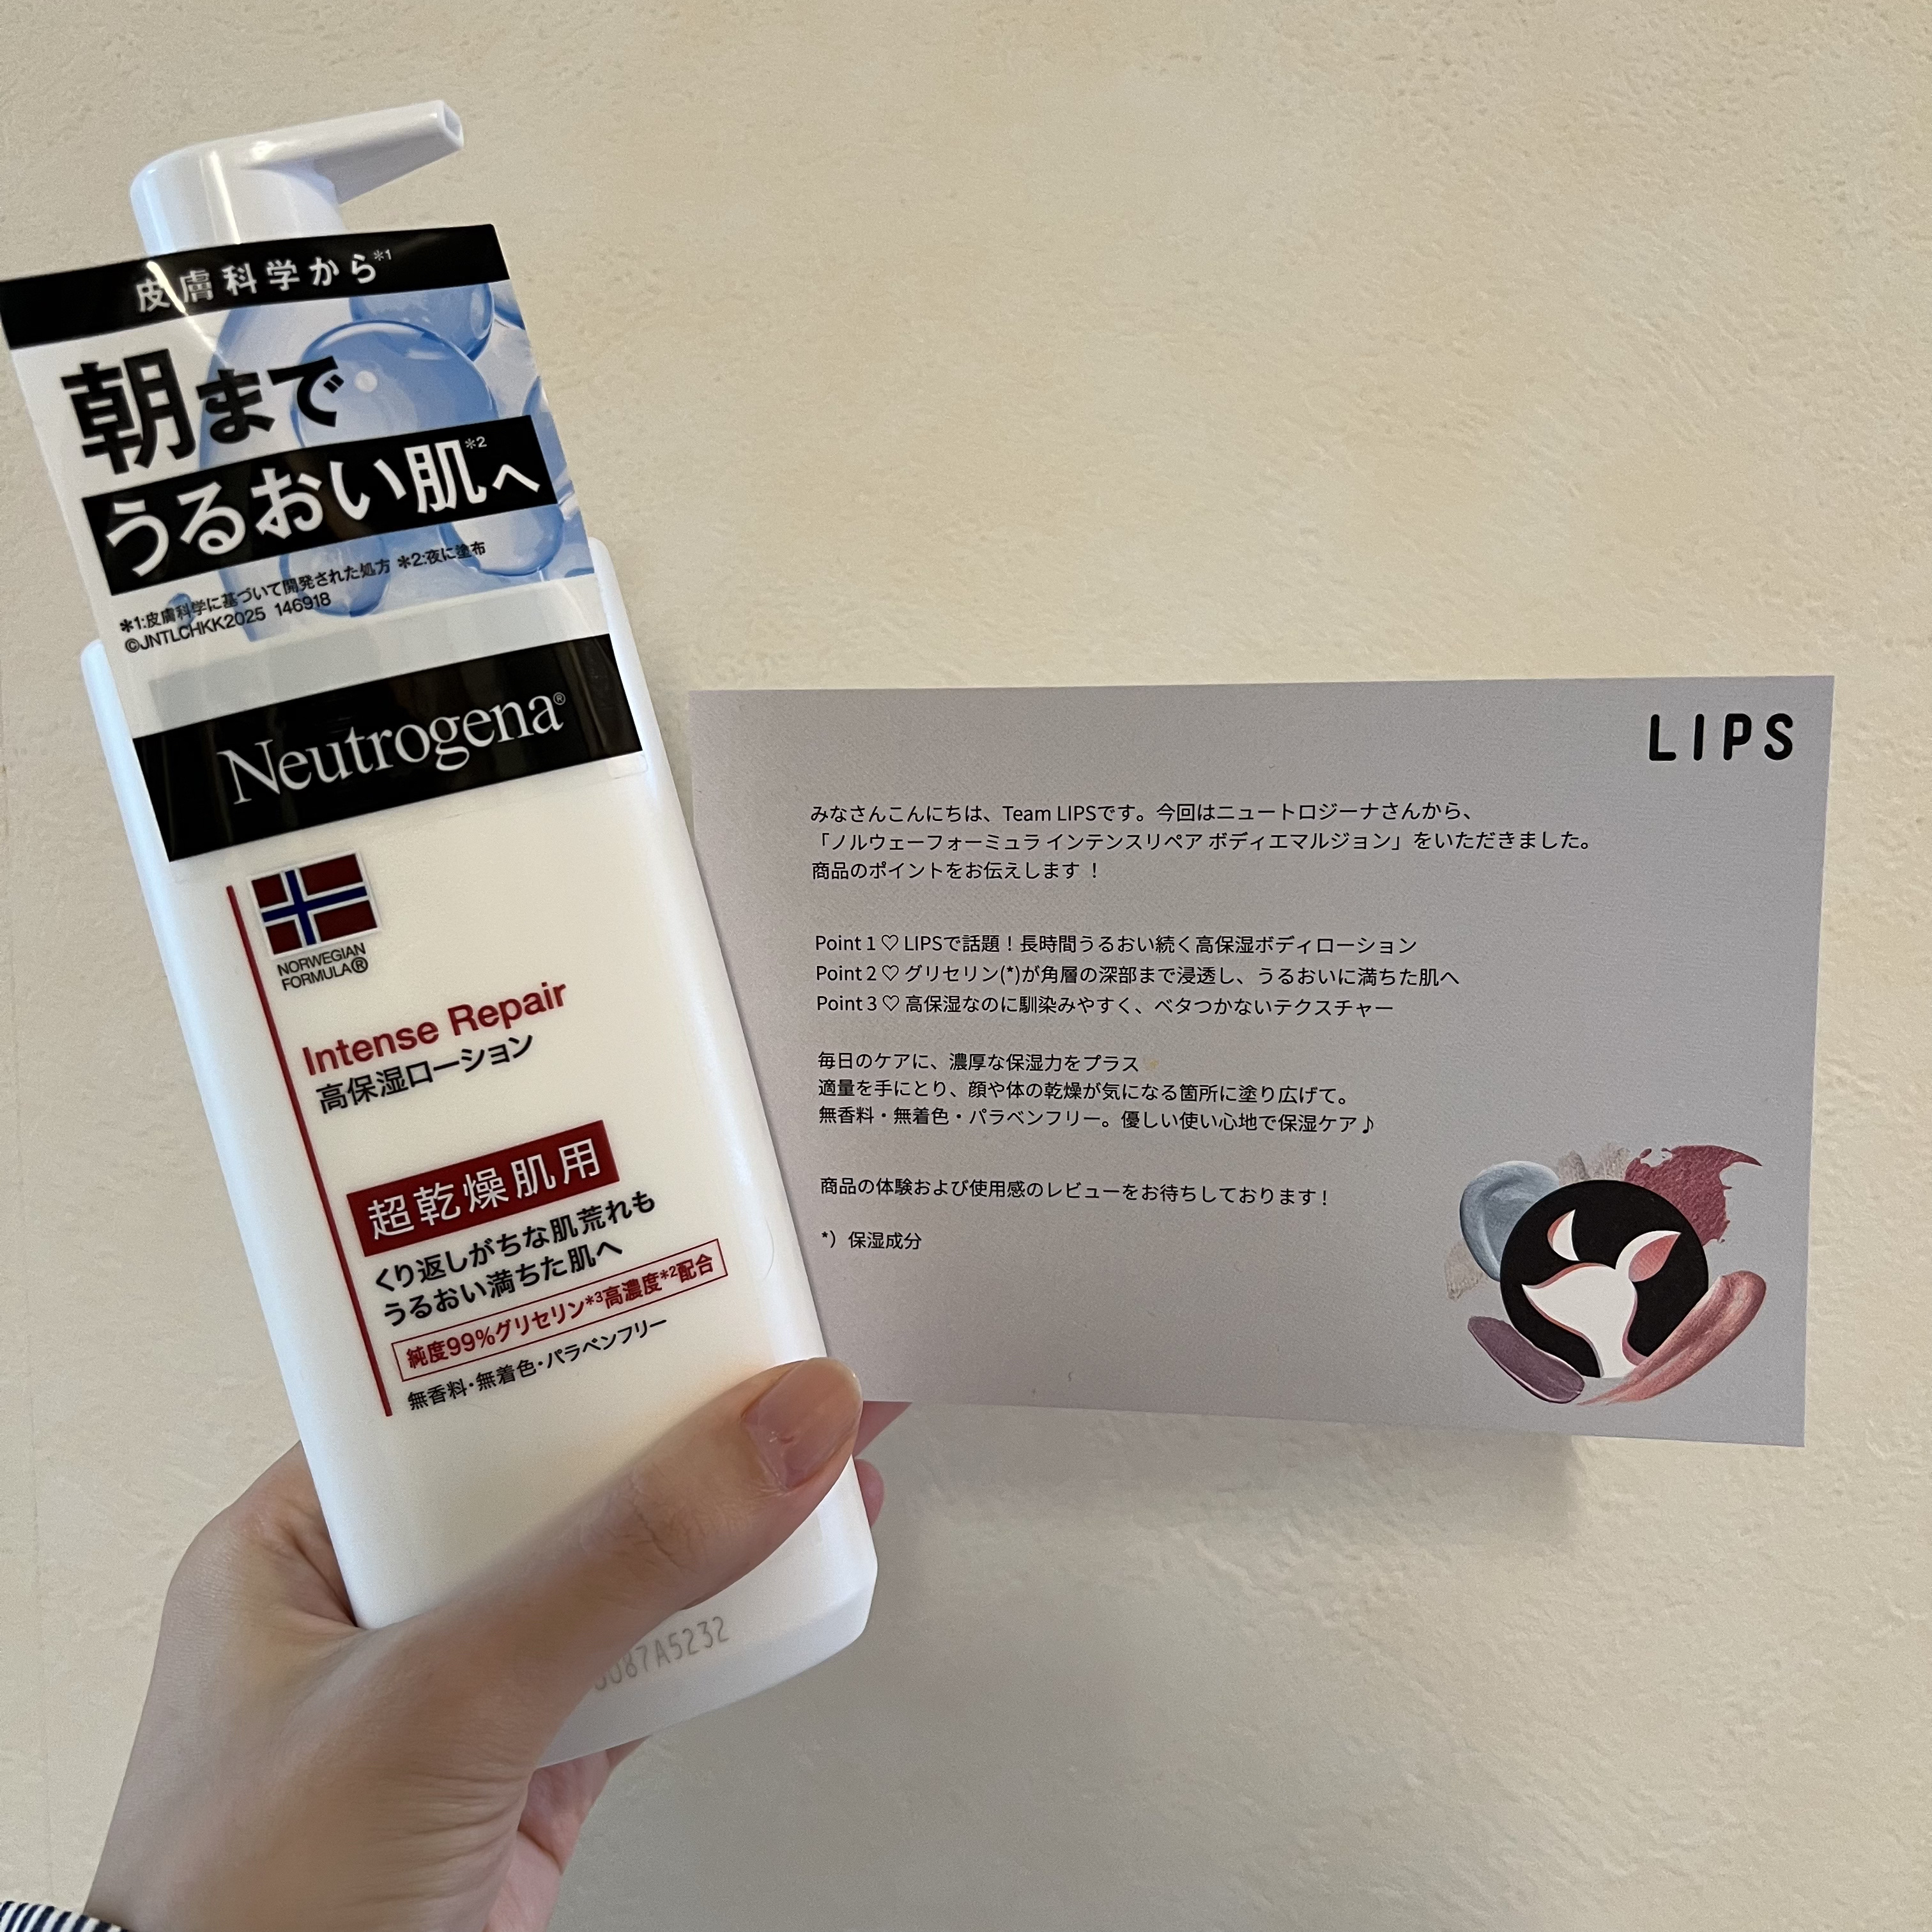 皮膚科学から*1
朝まで
うるおい肌へ*2
*1:皮膚科学に基づいて開発された処方 *2:夜に塗布
©JNTLCHKK2025 146918
Neutrogena®
NORWEGIAN
FORMULA®
Intense Repair
高保湿ローション
超乾燥肌用
くり返しがちな肌荒れも
うるおい満ちた肌へ
純度99%グリセリン*3高濃度*2配合
無香料・無着色・パラベンフリー
087A5232
LIPS
みなさんこんにちは、Team LIPSです。今回はニュートロジーナさんから、
「ノルウェーフォーミュラ インテンスリペア ボディエマルジョン」をいただきました。
商品のポイントをお伝えします！
Point 1 ♡ LIPSで話題！長時間うるおい続く高保湿ボディローション
Point 2 ♡ グリセリン(*)が角層の深部まで浸透し、うるおいに満ちた肌へ
Point 3 ♡ 高保湿なのに馴染みやすく、ベタつかないテクスチャー
毎日のケアに、濃厚な保湿力をプラス✨
適量を手にとり、顔や体の乾燥が気になる箇所に塗り広げて。
無香料・無着色・パラベンフリー。優しい使い心地で保湿ケア♪
商品の体験および使用感のレビューをお待ちしております！
*）保湿成分